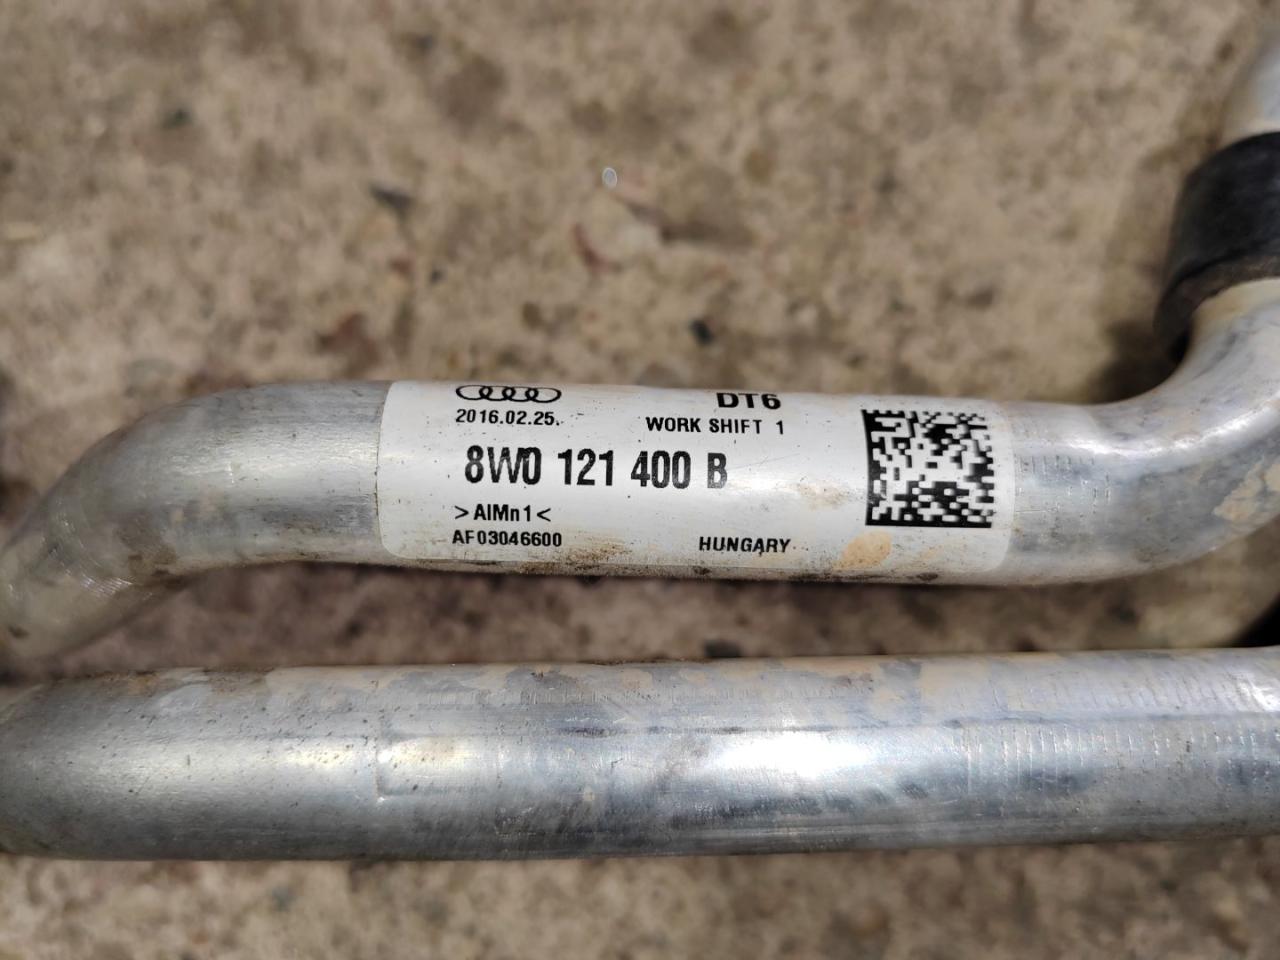 DT6
2016.02.25. WORK SHIFT 1
8W0 121 400 B
>AlMn1<
AF03046600 HUNGARY